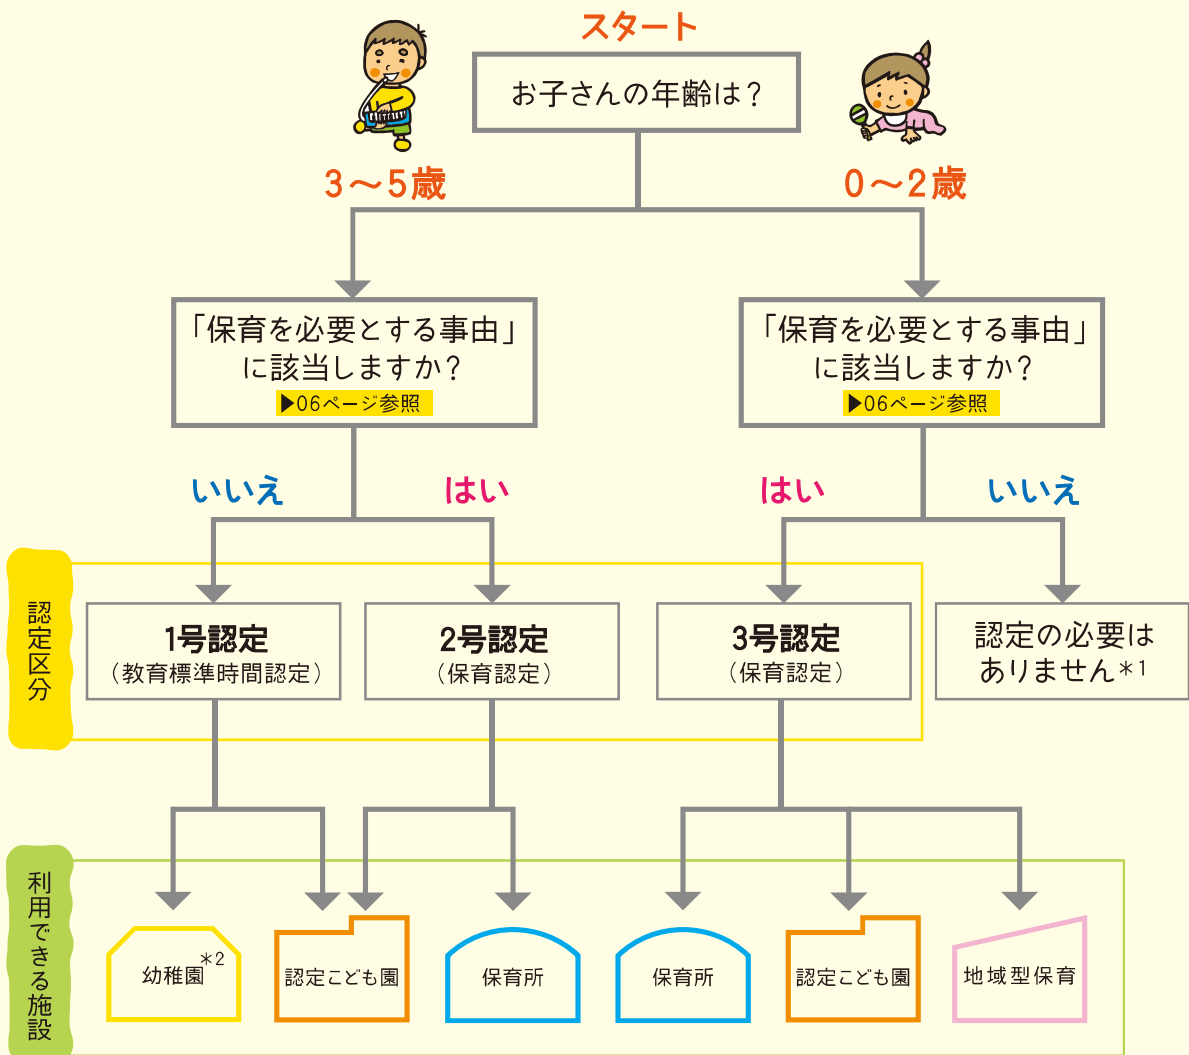 スタート
お子さんの年齢は？
3～5歳
0～2歳
「保育を必要とする事由」
に該当しますか？
▶06ページ参照
「保育を必要とする事由」
に該当しますか？
▶06ページ参照
いいえ
はい
はい
いいえ
認定区分
1号認定
（教育標準時間認定）
2号認定
（保育認定）
3号認定
（保育認定）
認定の必要は
ありません＊1
利用できる施設
幼稚園＊2
認定こども園
保育所
保育所
認定こども園
地域型保育